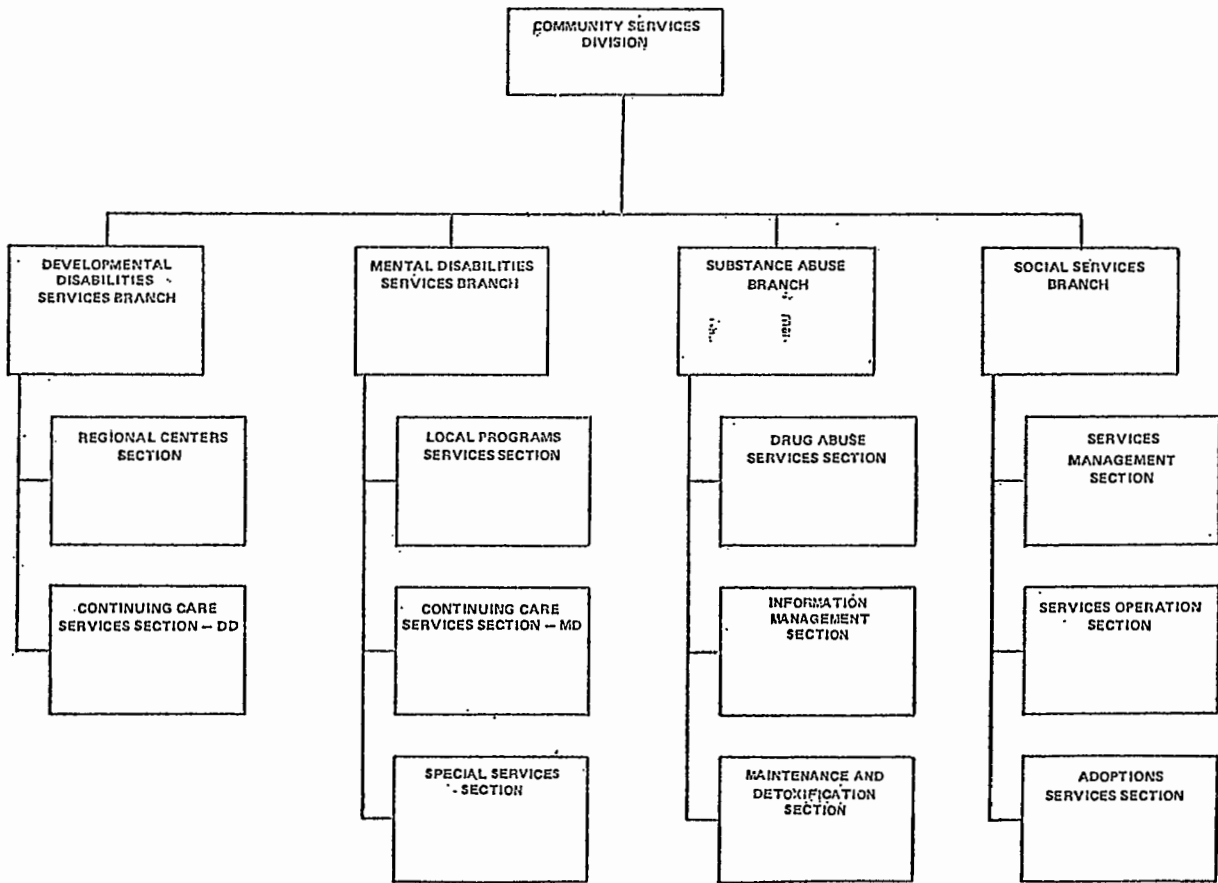 COMMUNITY SERVICES
DIVISION
DEVELOPMENTAL
DISABILITIES
SERVICES BRANCH
MENTAL DISABILITIES
SERVICES BRANCH
SUBSTANCE ABUSE
BRANCH
SOCIAL SERVICES
BRANCH
REGIONAL CENTERS
SECTION
LOCAL PROGRAMS
SERVICES SECTION
DRUG ABUSE
SERVICES SECTION
SERVICES
MANAGEMENT
SECTION
CONTINUING CARE
SERVICES SECTION — DD
CONTINUING CARE
SERVICES SECTION — MD
INFORMATION
MANAGEMENT
SECTION
SERVICES OPERATION
SECTION
SPECIAL SERVICES
SECTION
MAINTENANCE AND
DETOXIFICATION
SECTION
ADOPTIONS
SERVICES SECTION